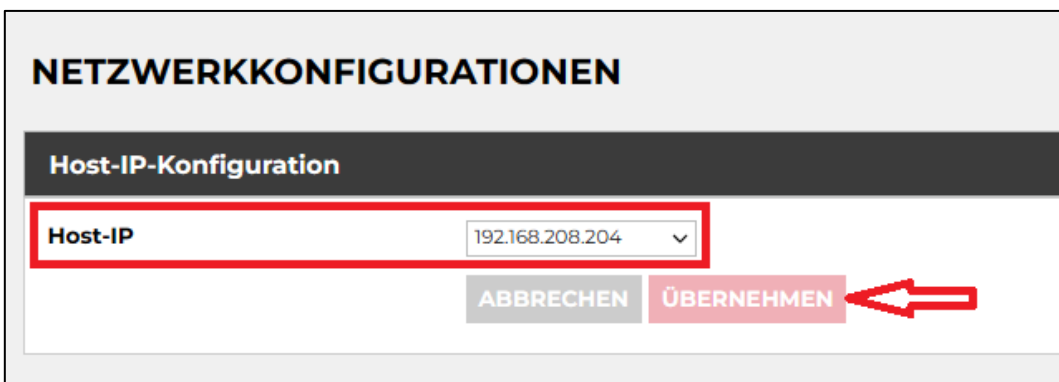 NETZWERKKONFIGURATIONEN
Host-IP-Konfiguration
Host-IP 192.168.208.204
ABBRECHEN ÜBERNEHMEN